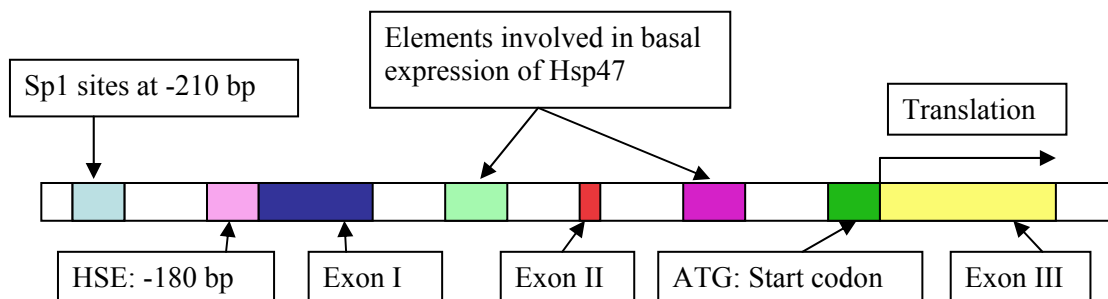 Elements involved in basal
expression of Hsp47
Sp1 sites at -210 bp
Translation
HSE: -180 bp
Exon I
Exon II
ATG: Start codon
Exon III